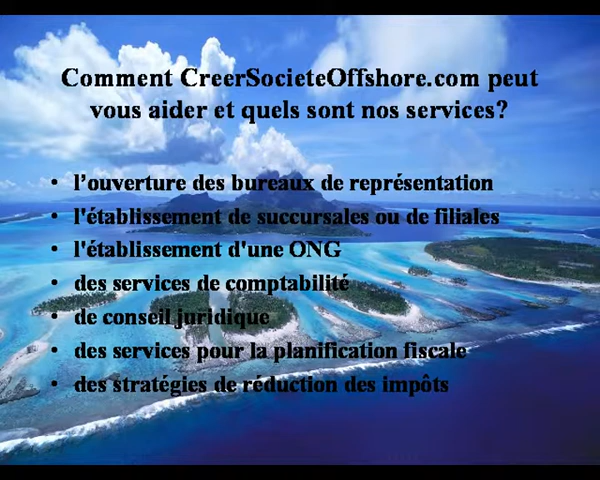 Comment CreerSocieteOffshore.com peut
vous aider et quels sont nos services?
• l’ouverture des bureaux de représentation
• l'établissement de succursales ou de filiales
• l'établissement d'une ONG
• des services de comptabilité
• de conseil juridique
• des services pour la planification fiscale
• des stratégies de réduction des impôts